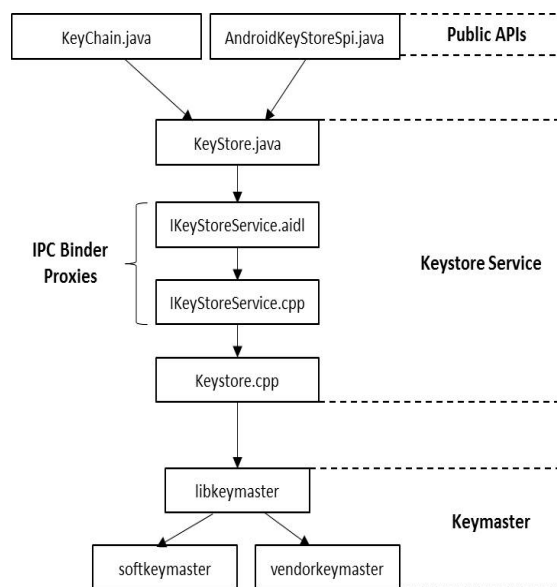 KeyChain.java
AndroidKeyStoreSpi.java
Public APIs
KeyStore.java
IKeyStoreService.aidl
IPC Binder
Proxies
Keystore Service
IKeyStoreService.cpp
Keystore.cpp
libkeymaster
Keymaster
softkeymaster
vendorkeymaster